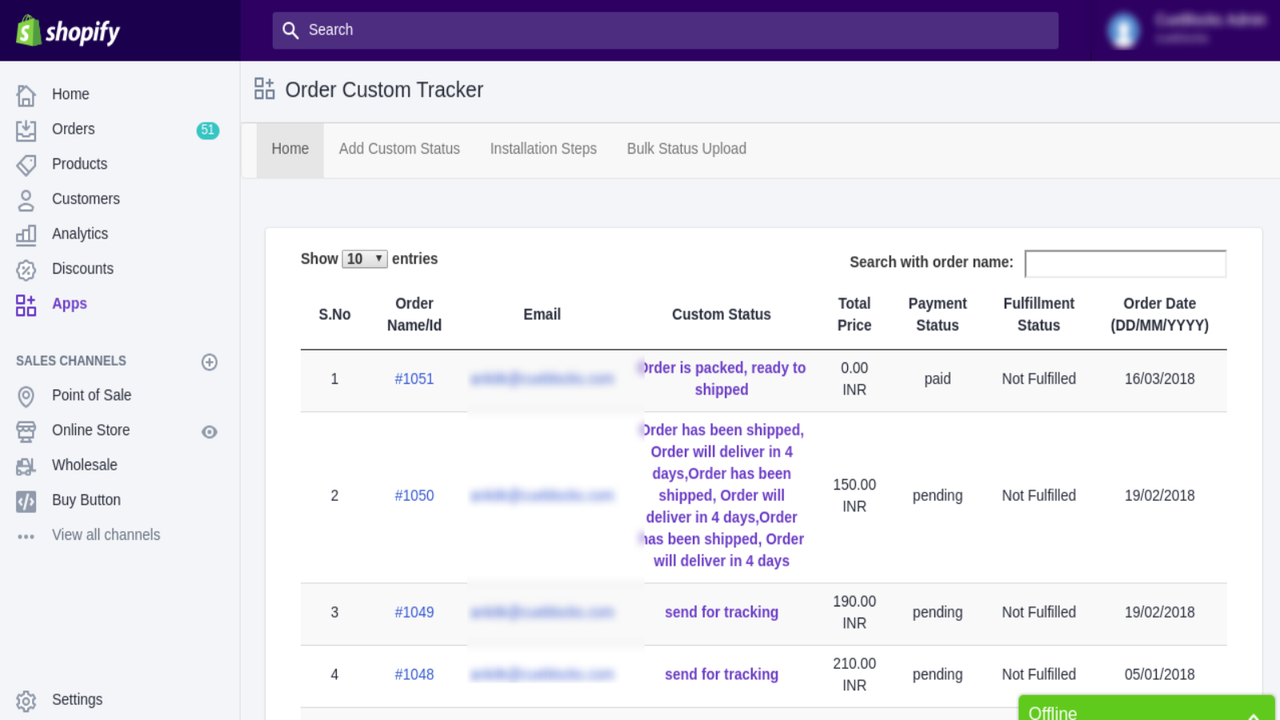 shopify
Search
Home
Orders
51
Products
Customers
Analytics
Discounts
Apps
SALES CHANNELS
Point of Sale
Online Store
Wholesale
Buy Button
View all channels
Settings
Order Custom Tracker
Home Add Custom Status Installation Steps Bulk Status Upload
Show 10 entries
Search with order name:
S.No
Order
Name/Id
Email
Custom Status
Total
Price
Payment
Status
Fulfillment
Status
Order Date
(DD/MM/YYYY)
1
#1051
Order is packed, ready to
shipped
0.00
INR
paid
Not Fulfilled
16/03/2018
2
#1050
Order has been shipped,
Order will deliver in 4
days,Order has been
shipped, Order will
deliver in 4 days,Order
has been shipped, Order
will deliver in 4 days
150.00
INR
pending
Not Fulfilled
19/02/2018
3
#1049
send for tracking
190.00
INR
pending
Not Fulfilled
19/02/2018
4
#1048
send for tracking
210.00
INR
pending
Not Fulfilled
05/01/2018
Offline